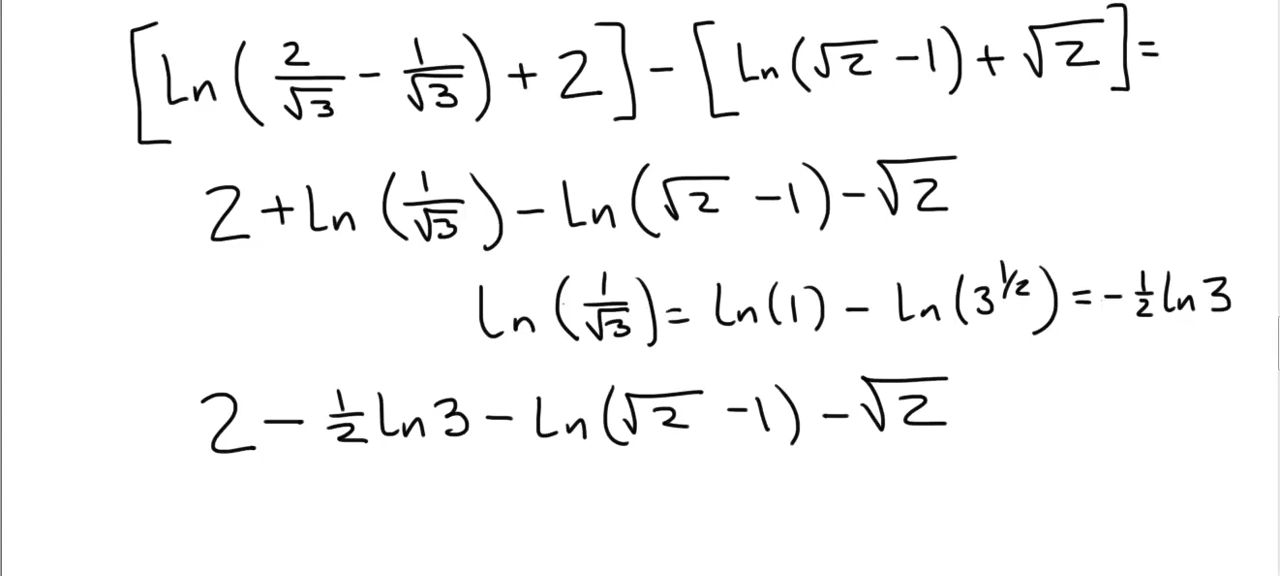 [Ln(2/√3 - 1/√3) + 2] - [Ln(√2 - 1) + √2] =
2 + Ln(1/√3) - Ln(√2 - 1) - √2
Ln(1/√3) = Ln(1) - Ln(3^1/2) = -1/2 ln 3
2 - 1/2 Ln 3 - Ln(√2 - 1) - √2